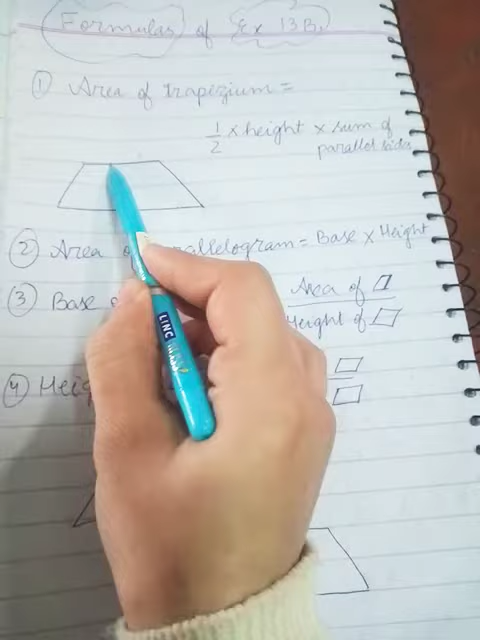 Formulas of Ex 13B.
① Area of trapezium =
1/2 × height × sum of
parallel sides
② Area parallelogram = Base × Height
③ Base Area of
Height of
④
LINC